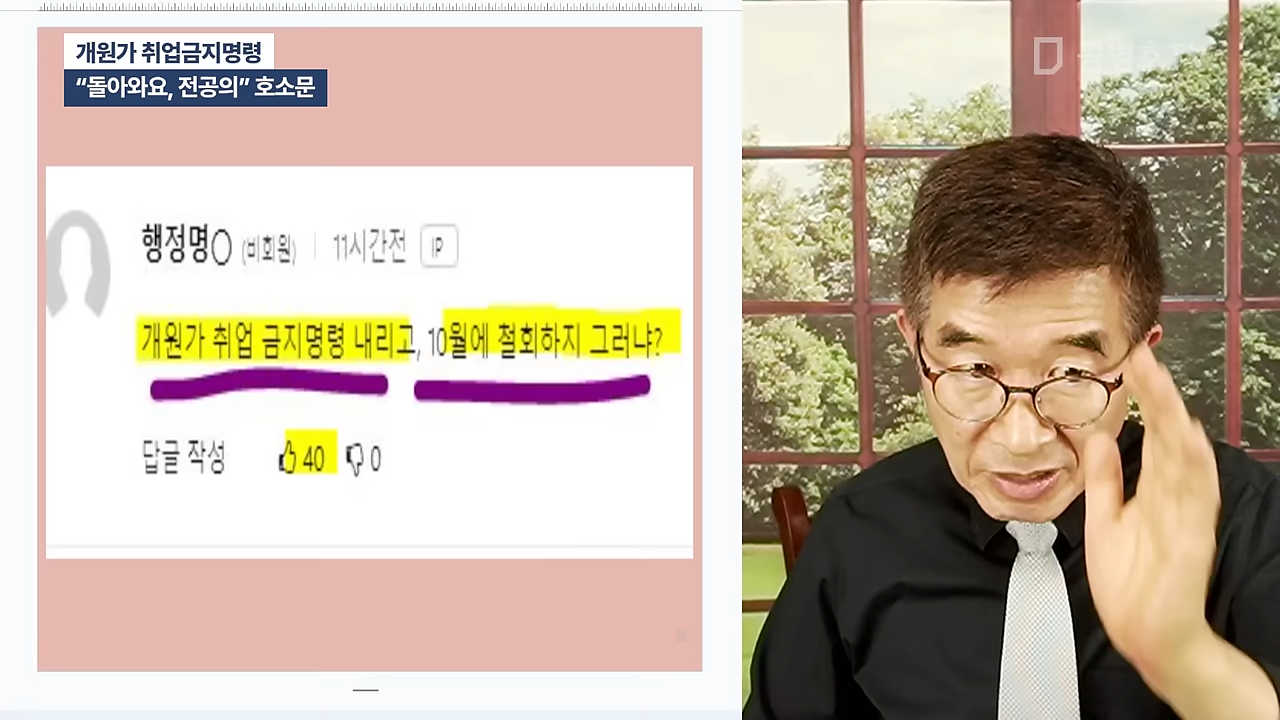 개원가 취업금지명령
“돌아와요, 전공의” 호소문
행정명○ (비회원) 11시간전 IP
개원가 취업 금지명령 내리고, 10월에 철회하지 그러냐?
답글 작성 40 0